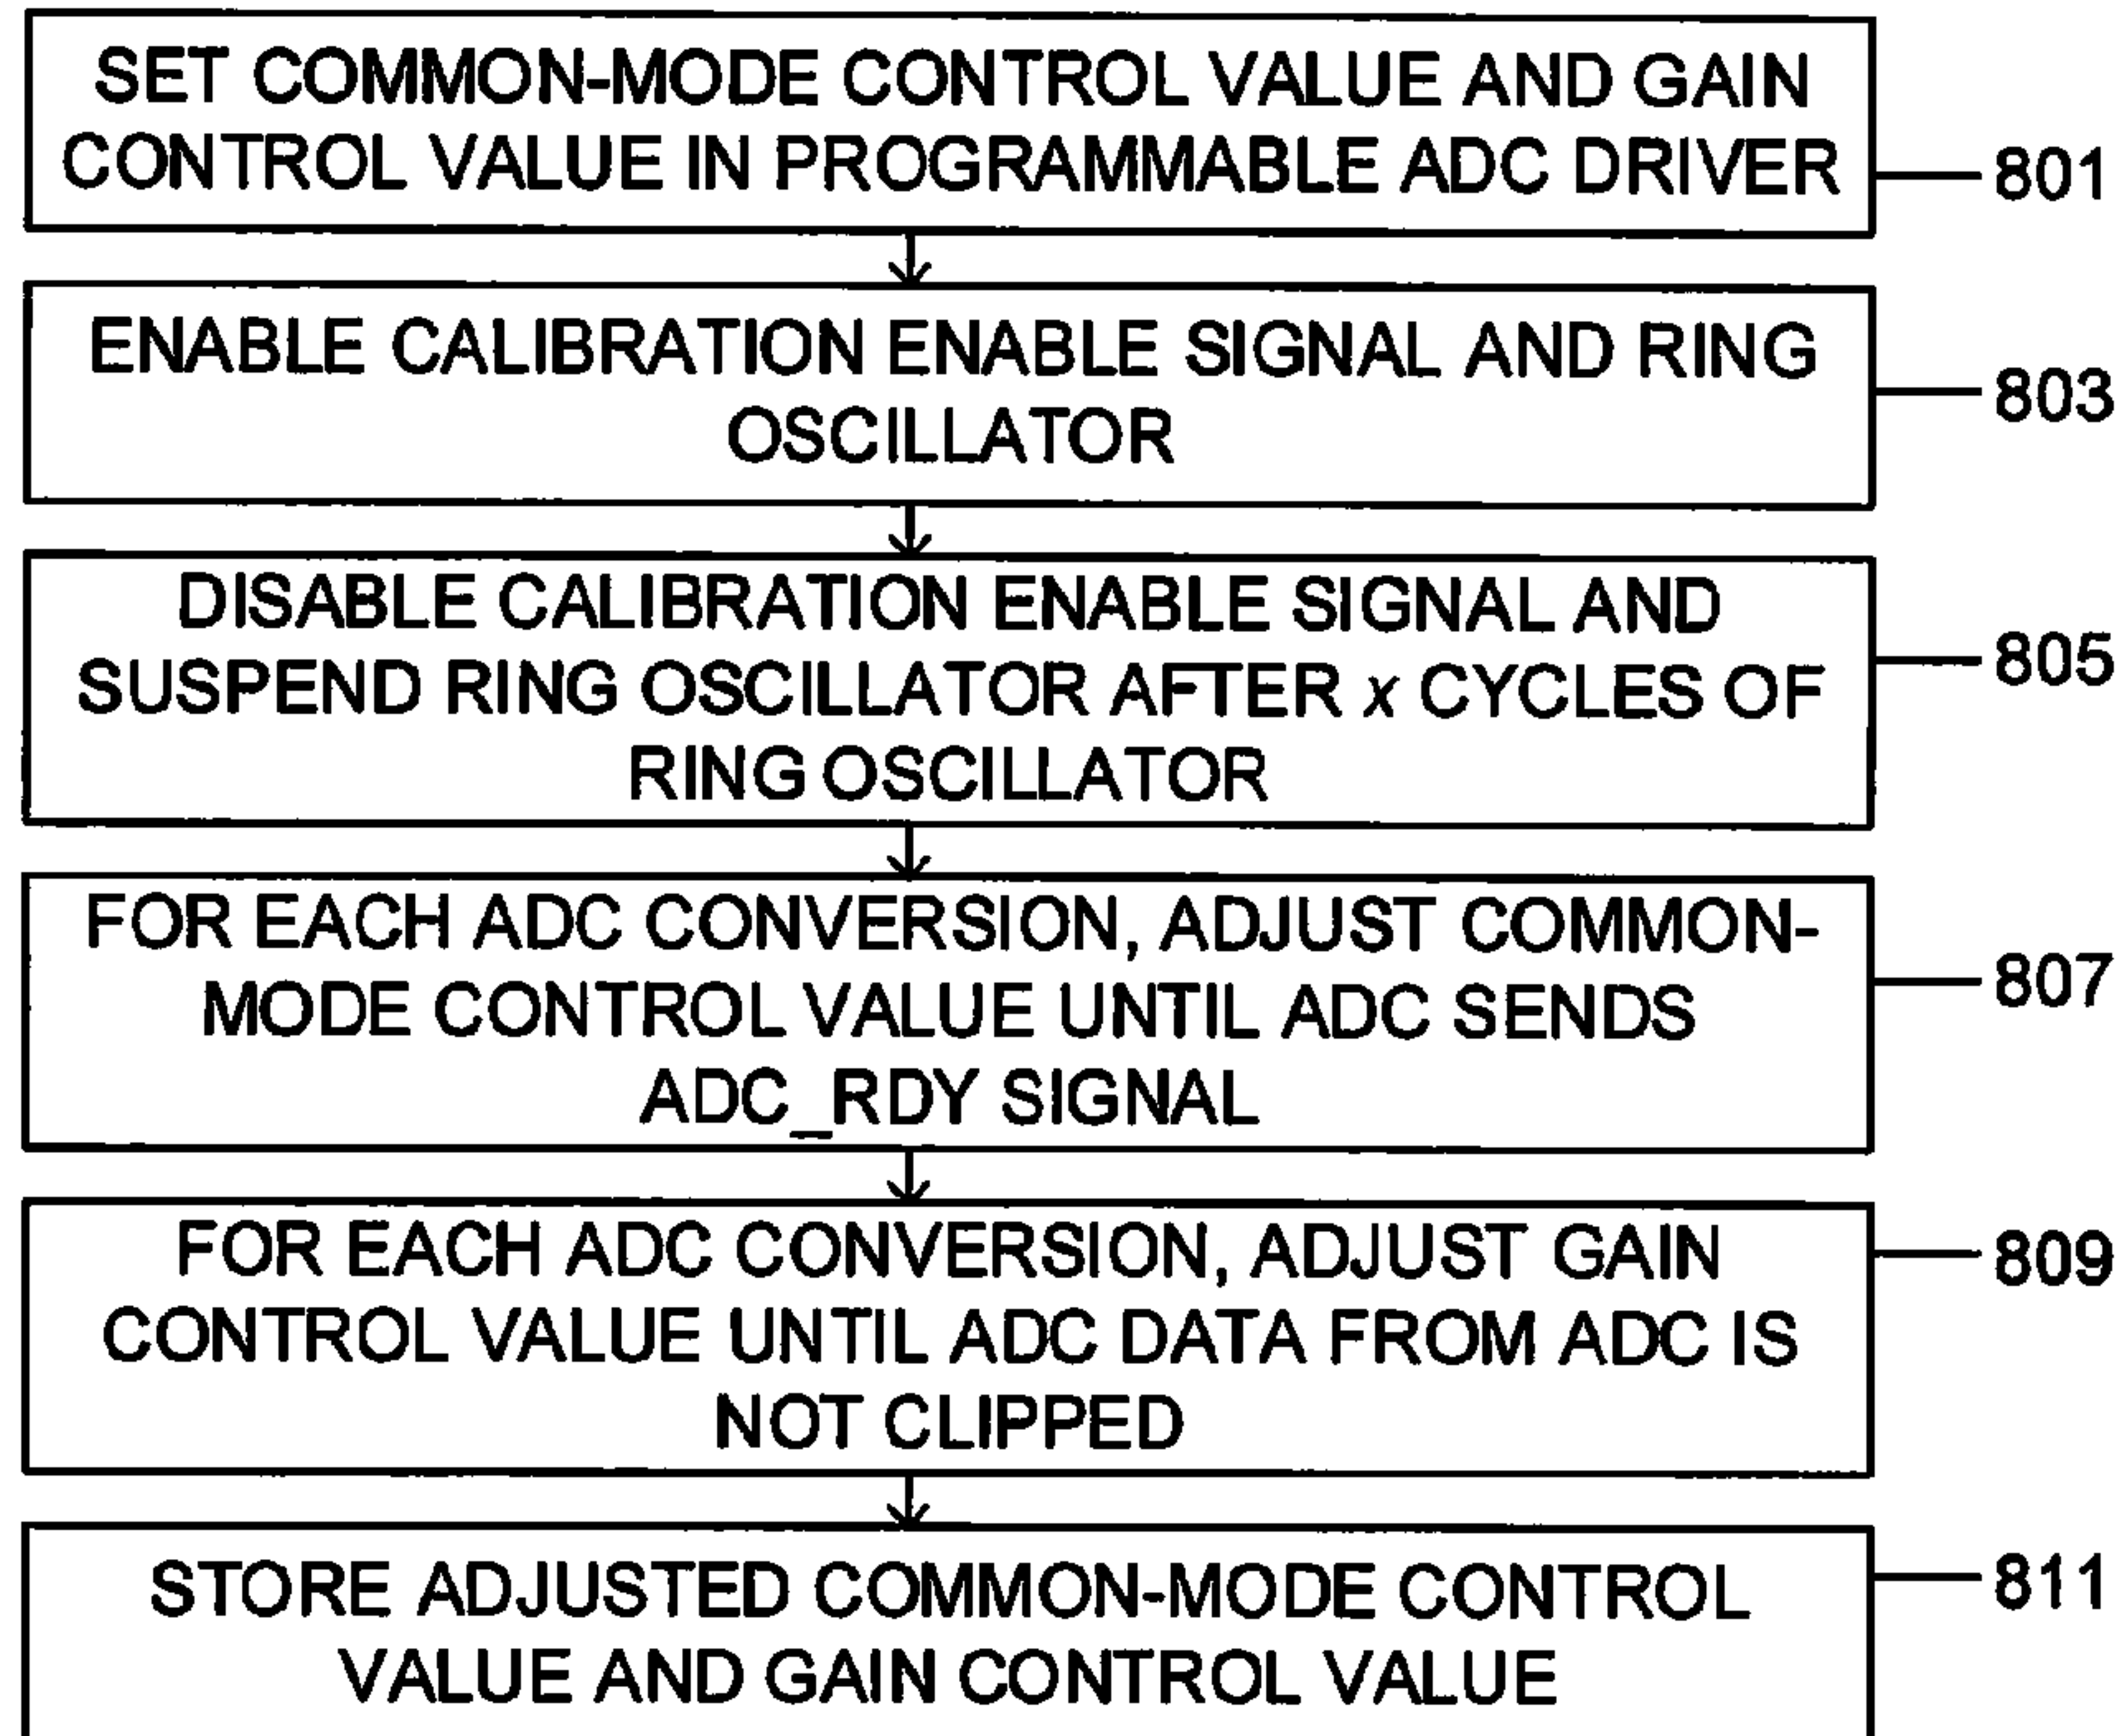 SET COMMON-MODE CONTROL VALUE AND GAIN
CONTROL VALUE IN PROGRAMMABLE ADC DRIVER
801
ENABLE CALIBRATION ENABLE SIGNAL AND RING
OSCILLATOR
803
DISABLE CALIBRATION ENABLE SIGNAL AND
SUSPEND RING OSCILLATOR AFTER x CYCLES OF
RING OSCILLATOR
805
FOR EACH ADC CONVERSION, ADJUST COMMON-
MODE CONTROL VALUE UNTIL ADC SENDS
ADC_RDY SIGNAL
807
FOR EACH ADC CONVERSION, ADJUST GAIN
CONTROL VALUE UNTIL ADC DATA FROM ADC IS
NOT CLIPPED
809
STORE ADJUSTED COMMON-MODE CONTROL
VALUE AND GAIN CONTROL VALUE
811